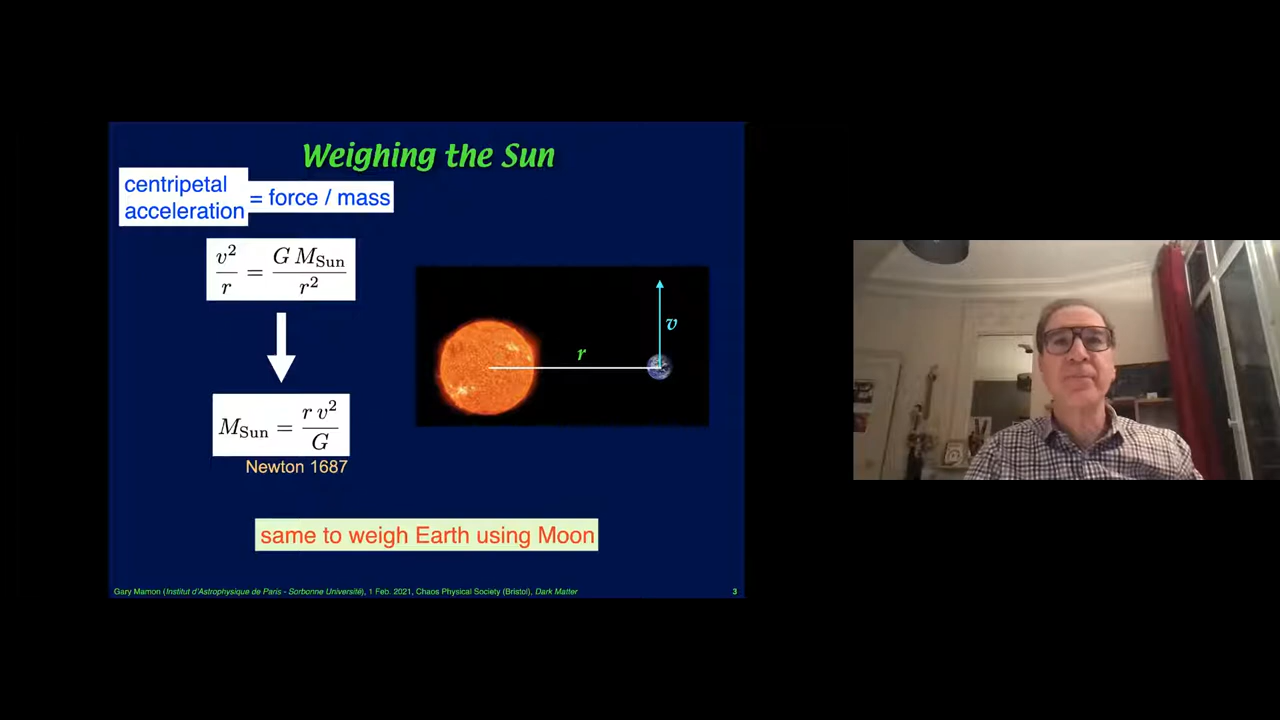 Weighing the Sun
centripetal
acceleration
= force / mass
v²/r = G M_Sun/r²
r
v
M_Sun = r v²/G
Newton 1687
same to weigh Earth using Moon
Gary Mamon (Institut d'Astrophysique de Paris - Sorbonne Université), 1 Feb. 2021, Chaos Physical Society (Bristol), Dark Matter
3